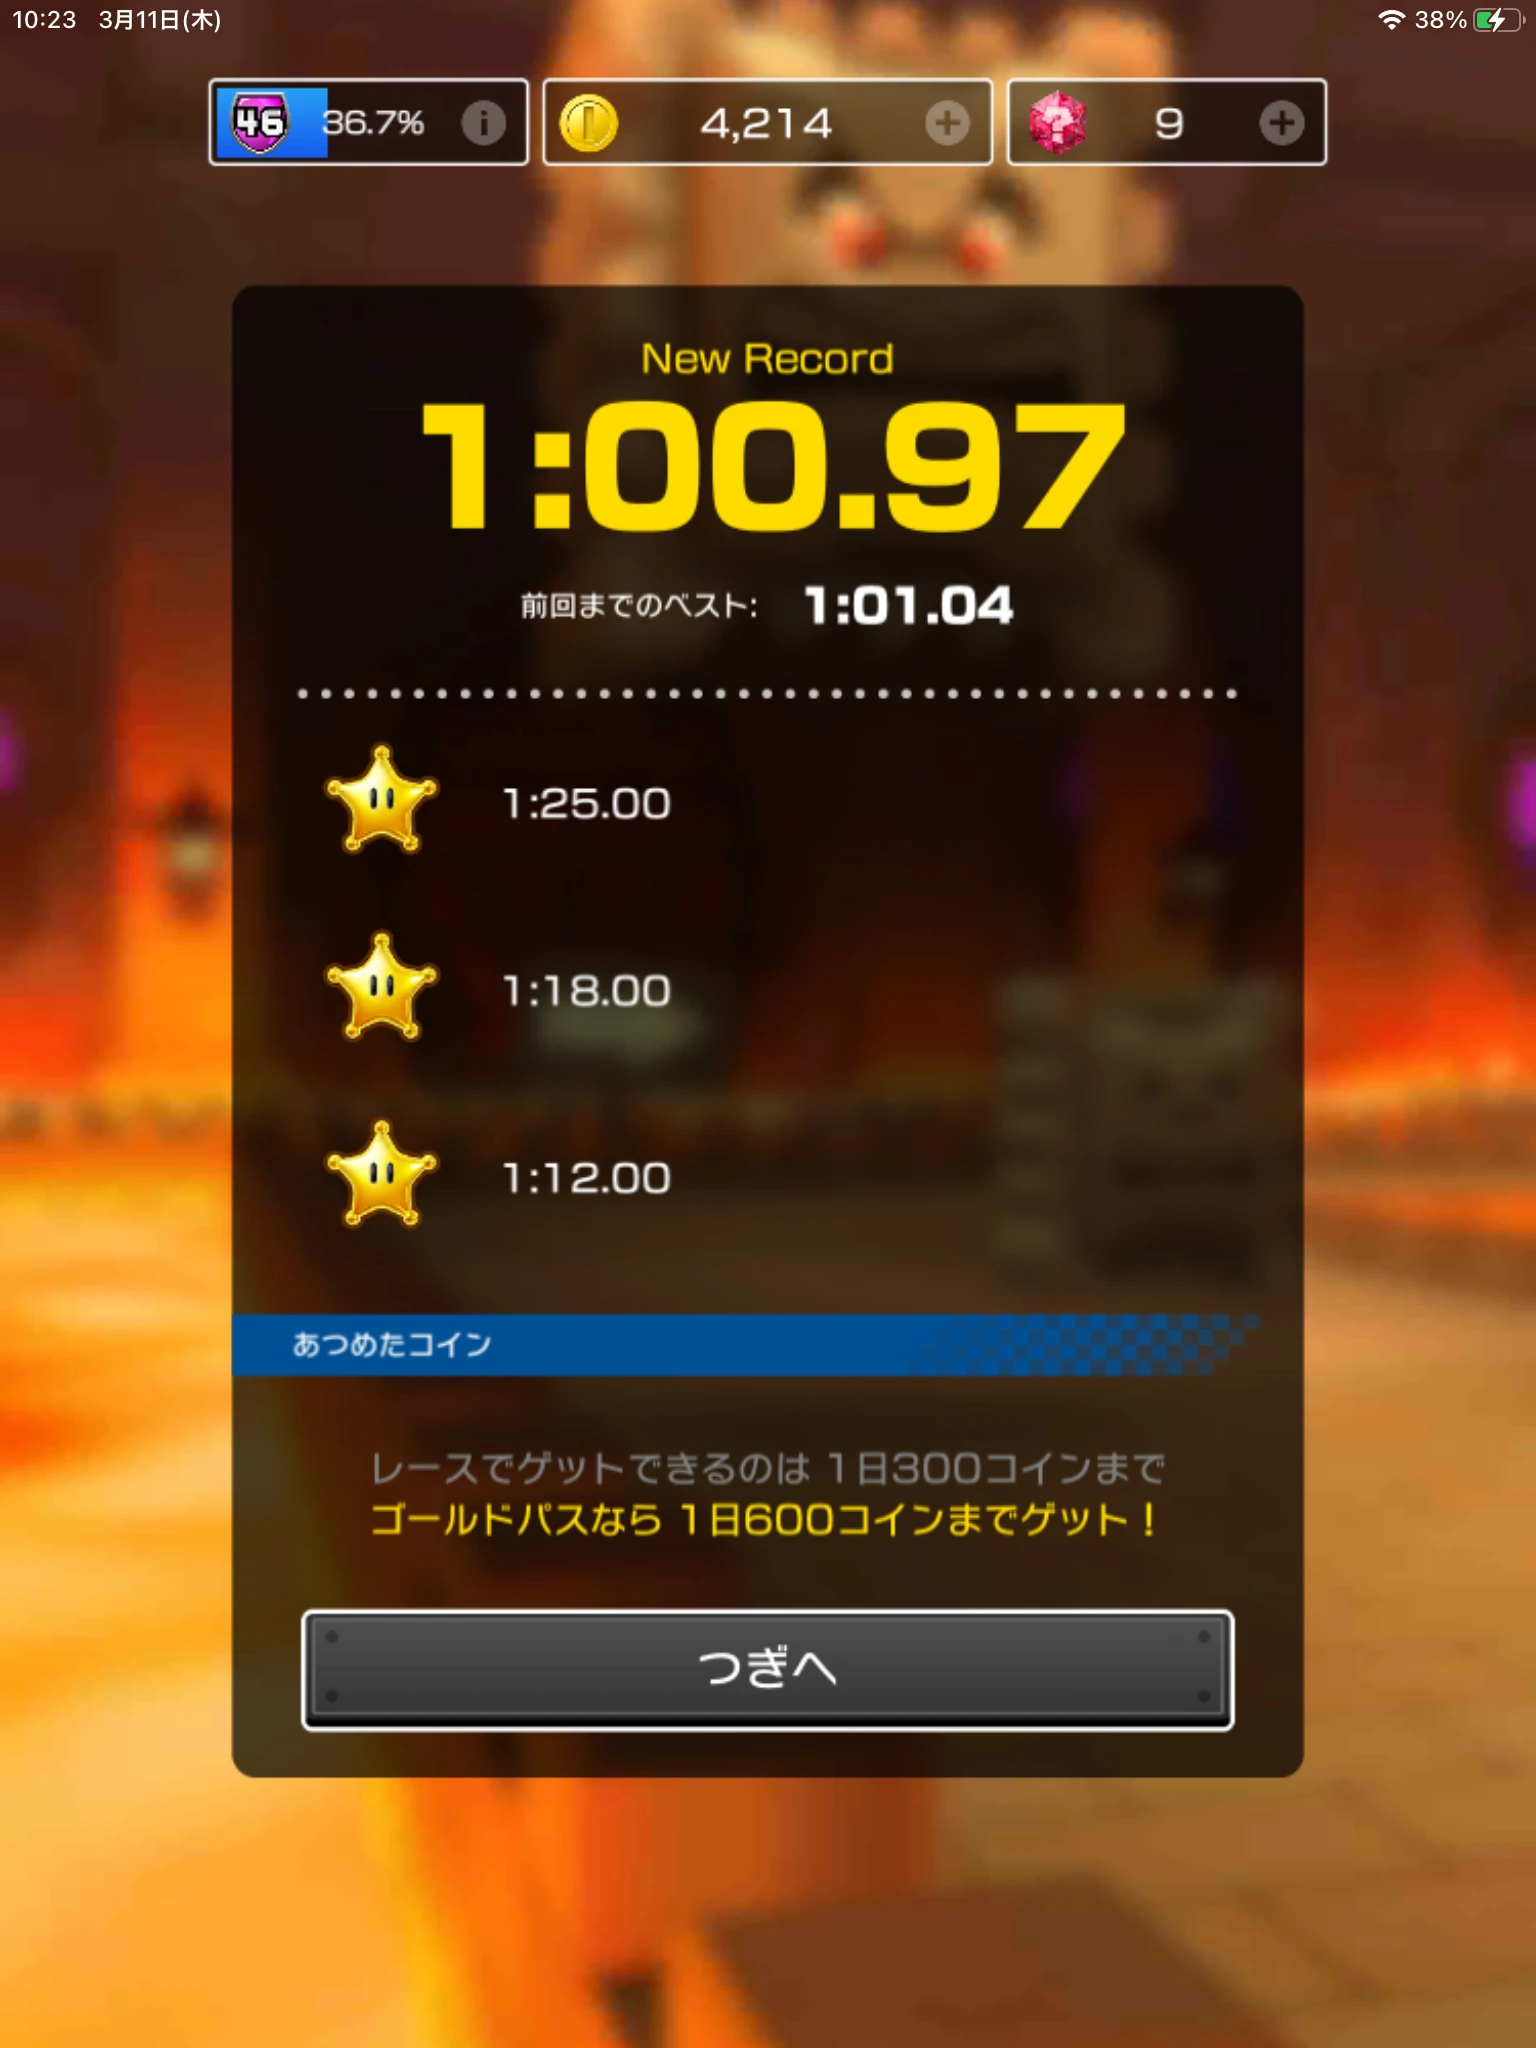 10:23 3月11日(木) 38%
46 36.7% i 4,214 + ? 9 +
New Record
1:00.97
前回までのベスト: 1:01.04
1:25.00
1:18.00
1:12.00
あつめたコイン
レースでゲットできるのは 1日300コインまで
ゴールドパスなら 1日600コインまでゲット!
つぎへ